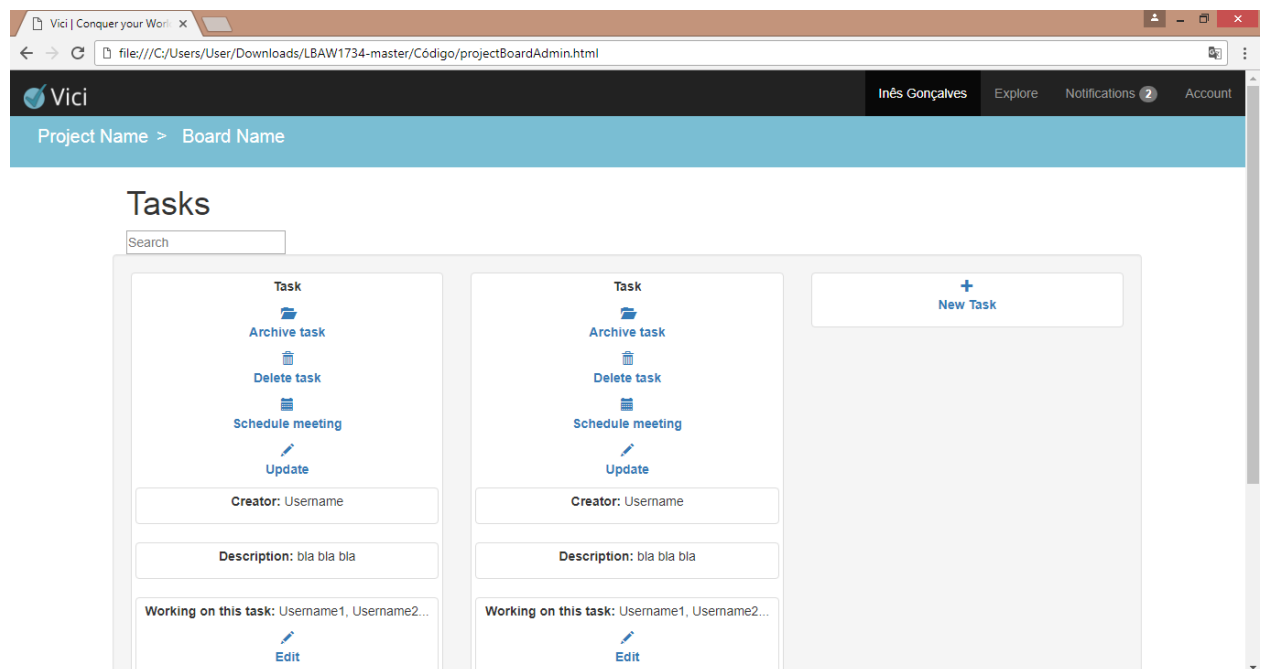 Vici | Conquer your Work
file:///C:/Users/User/Downloads/LBAW1734-master/Código/projectBoardAdmin.html
Vici
Inês Gonçalves Explore Notifications 2 Account
Project Name > Board Name
Tasks
Search
Task
Archive task
Delete task
Schedule meeting
Update
Creator: Username
Description: bla bla bla
Working on this task: Username1, Username2...
Edit
Task
Archive task
Delete task
Schedule meeting
Update
Creator: Username
Description: bla bla bla
Working on this task: Username1, Username2...
Edit
New Task